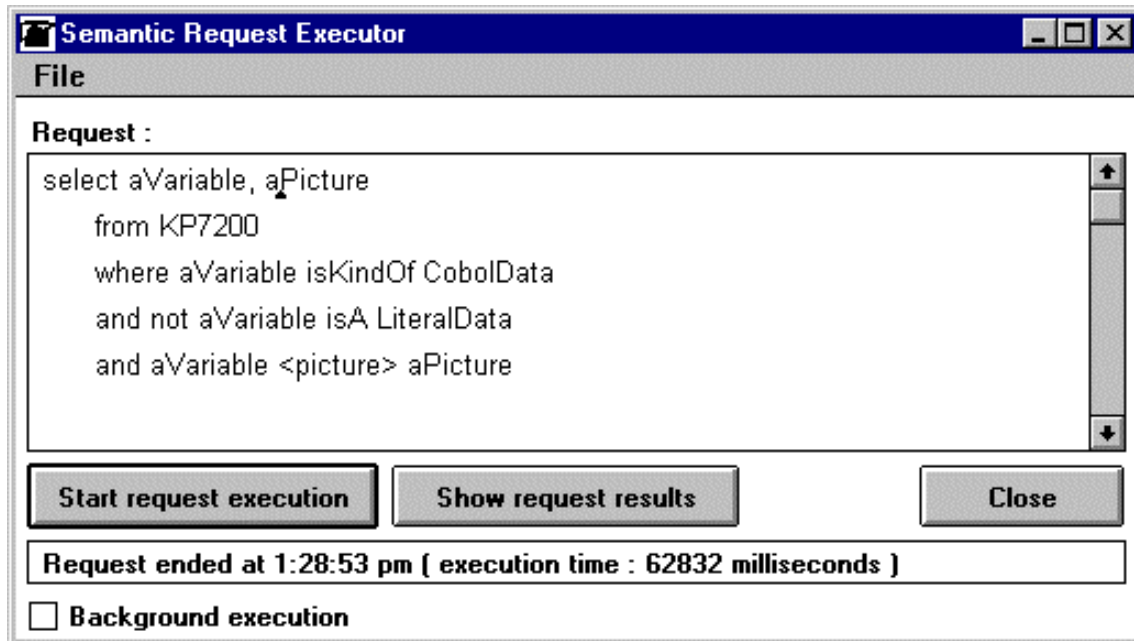 Semantic Request Executor
File
Request :
select aVariable, aPicture
from KP7200
where aVariable isKindOf CobolData
and not aVariable isA LiteralData
and aVariable <picture> aPicture
Start request execution Show request results Close
Request ended at 1:28:53 pm ( execution time : 62832 milliseconds )
Background execution